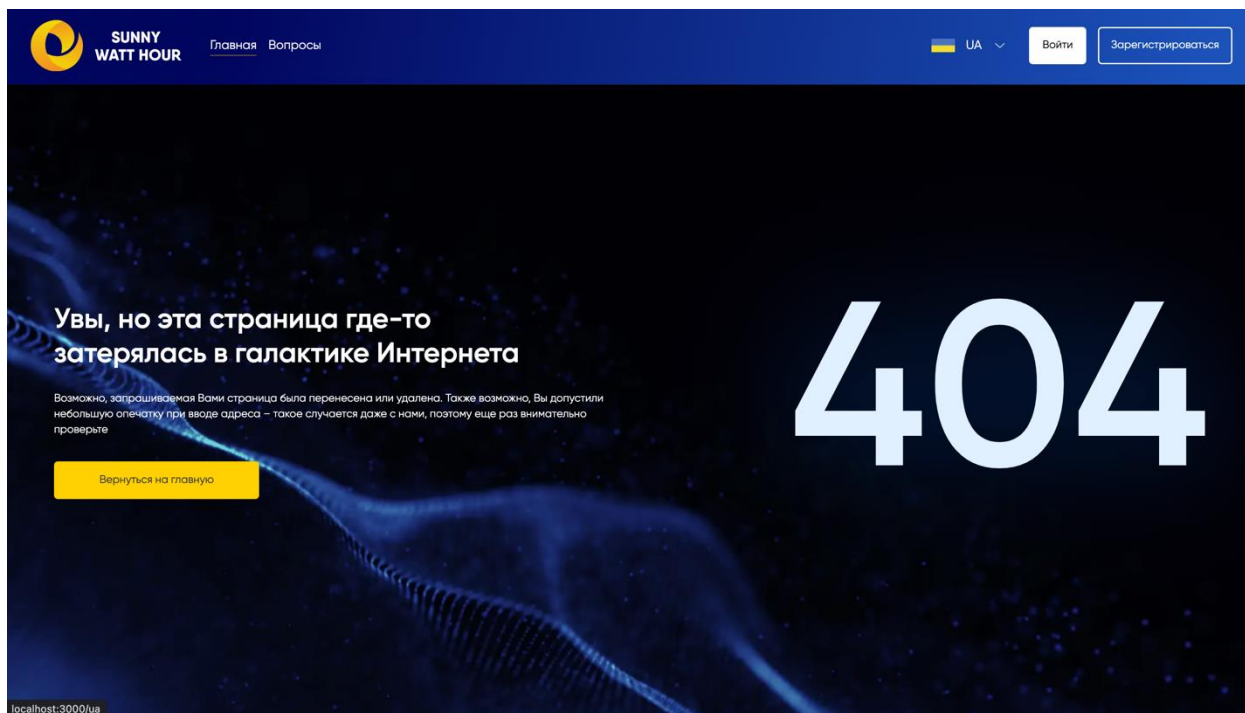 SUNNY
WATT HOUR
Главная Вопросы
UA
Войти
Зарегистрироваться
Увы, но эта страница где-то
затерялась в галактике Интернета
Возможно, запрашиваемая Вами страница была перенесена или удалена. Также возможно, Вы допустили
небольшую опечатку при вводе адреса – такое случается даже с нами, поэтому еще раз внимательно
проверьте
Вернуться на главную
404
localhost:3000/ua